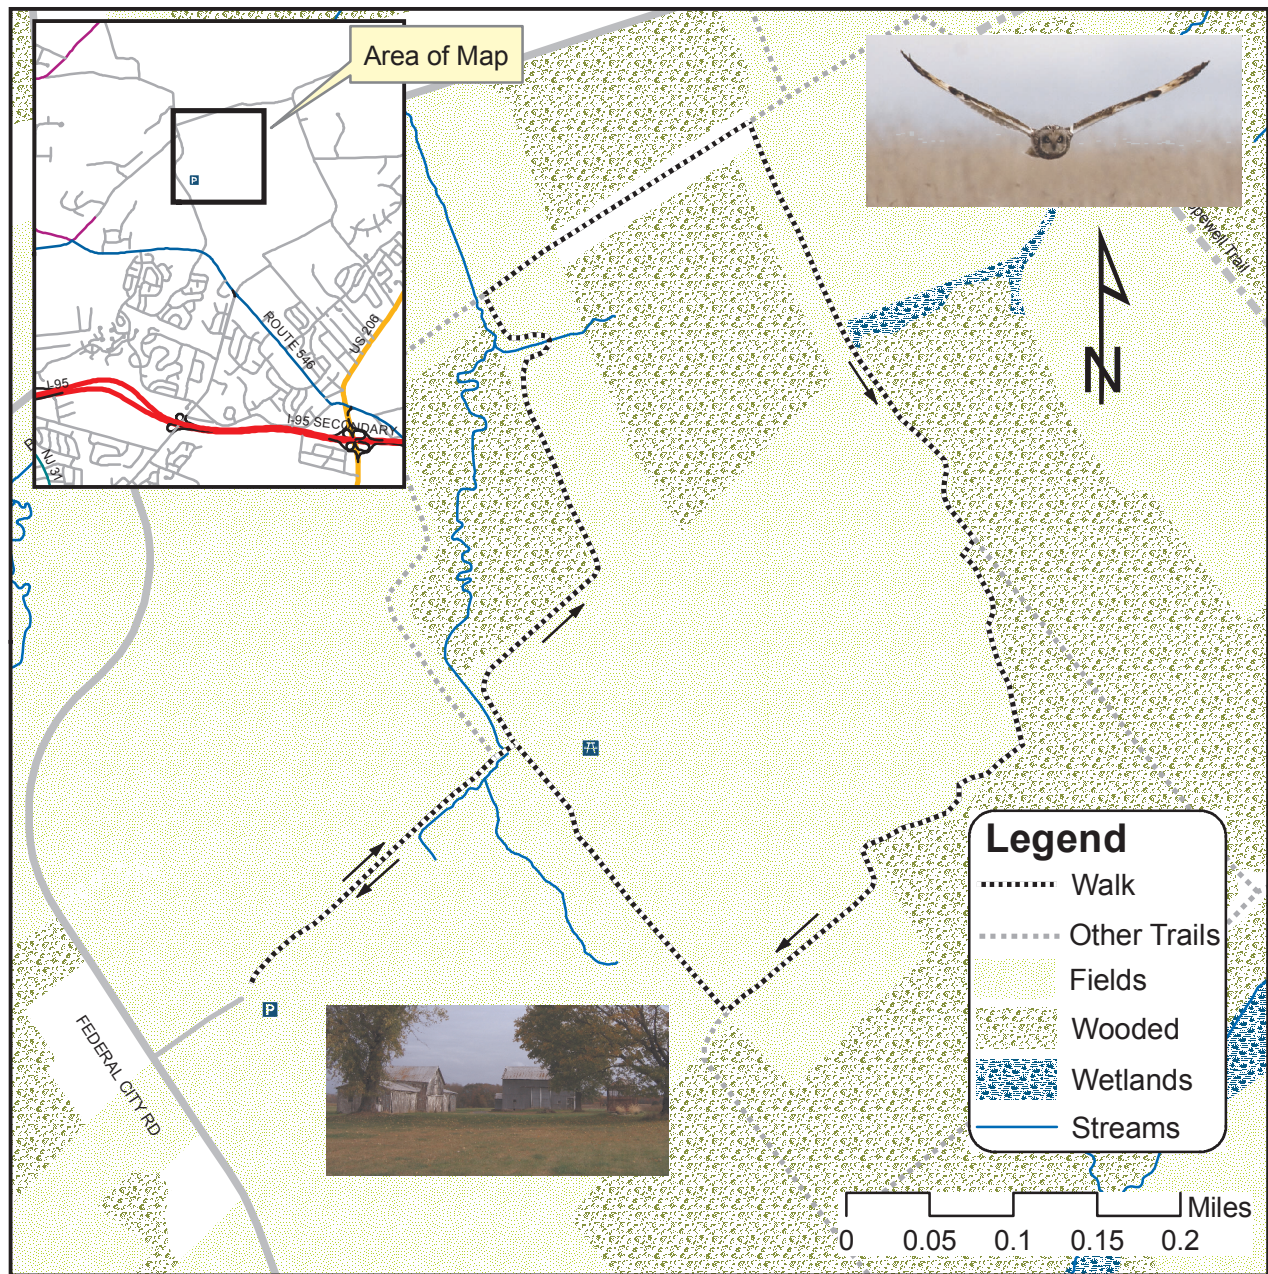 Area of Map
ROUTE 546
US 206
I-95
I-95 SECONDARY
NJ 31
P
opewell Trail
N
P
FEDERAL CITY RD
Legend
Walk
Other Trails
Fields
Wooded
Wetlands
Streams
Miles
0 0.05 0.1 0.15 0.2